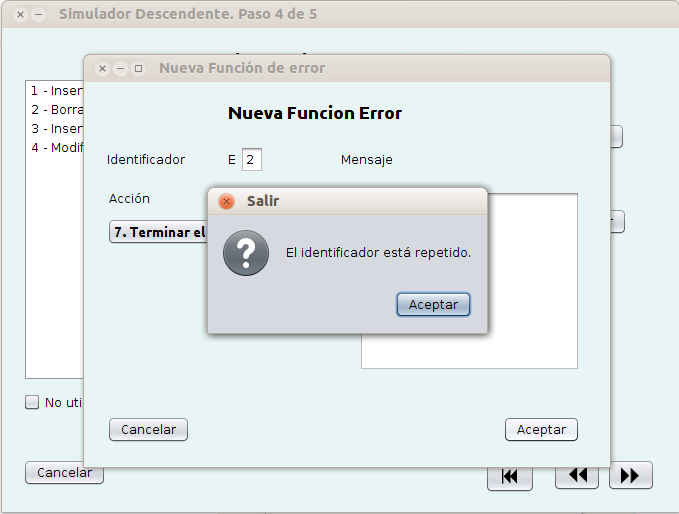 Simulador Descendente. Paso 4 de 5
Nueva Función de error
1 - Inser
2 - Borra
3 - Inser
4 - Modif
Nueva Funcion Error
Identificador E 2 Mensaje
Acción
7. Terminar el
Salir
?
El identificador está repetido.
Aceptar
No uti
Cancelar Aceptar
Cancelar